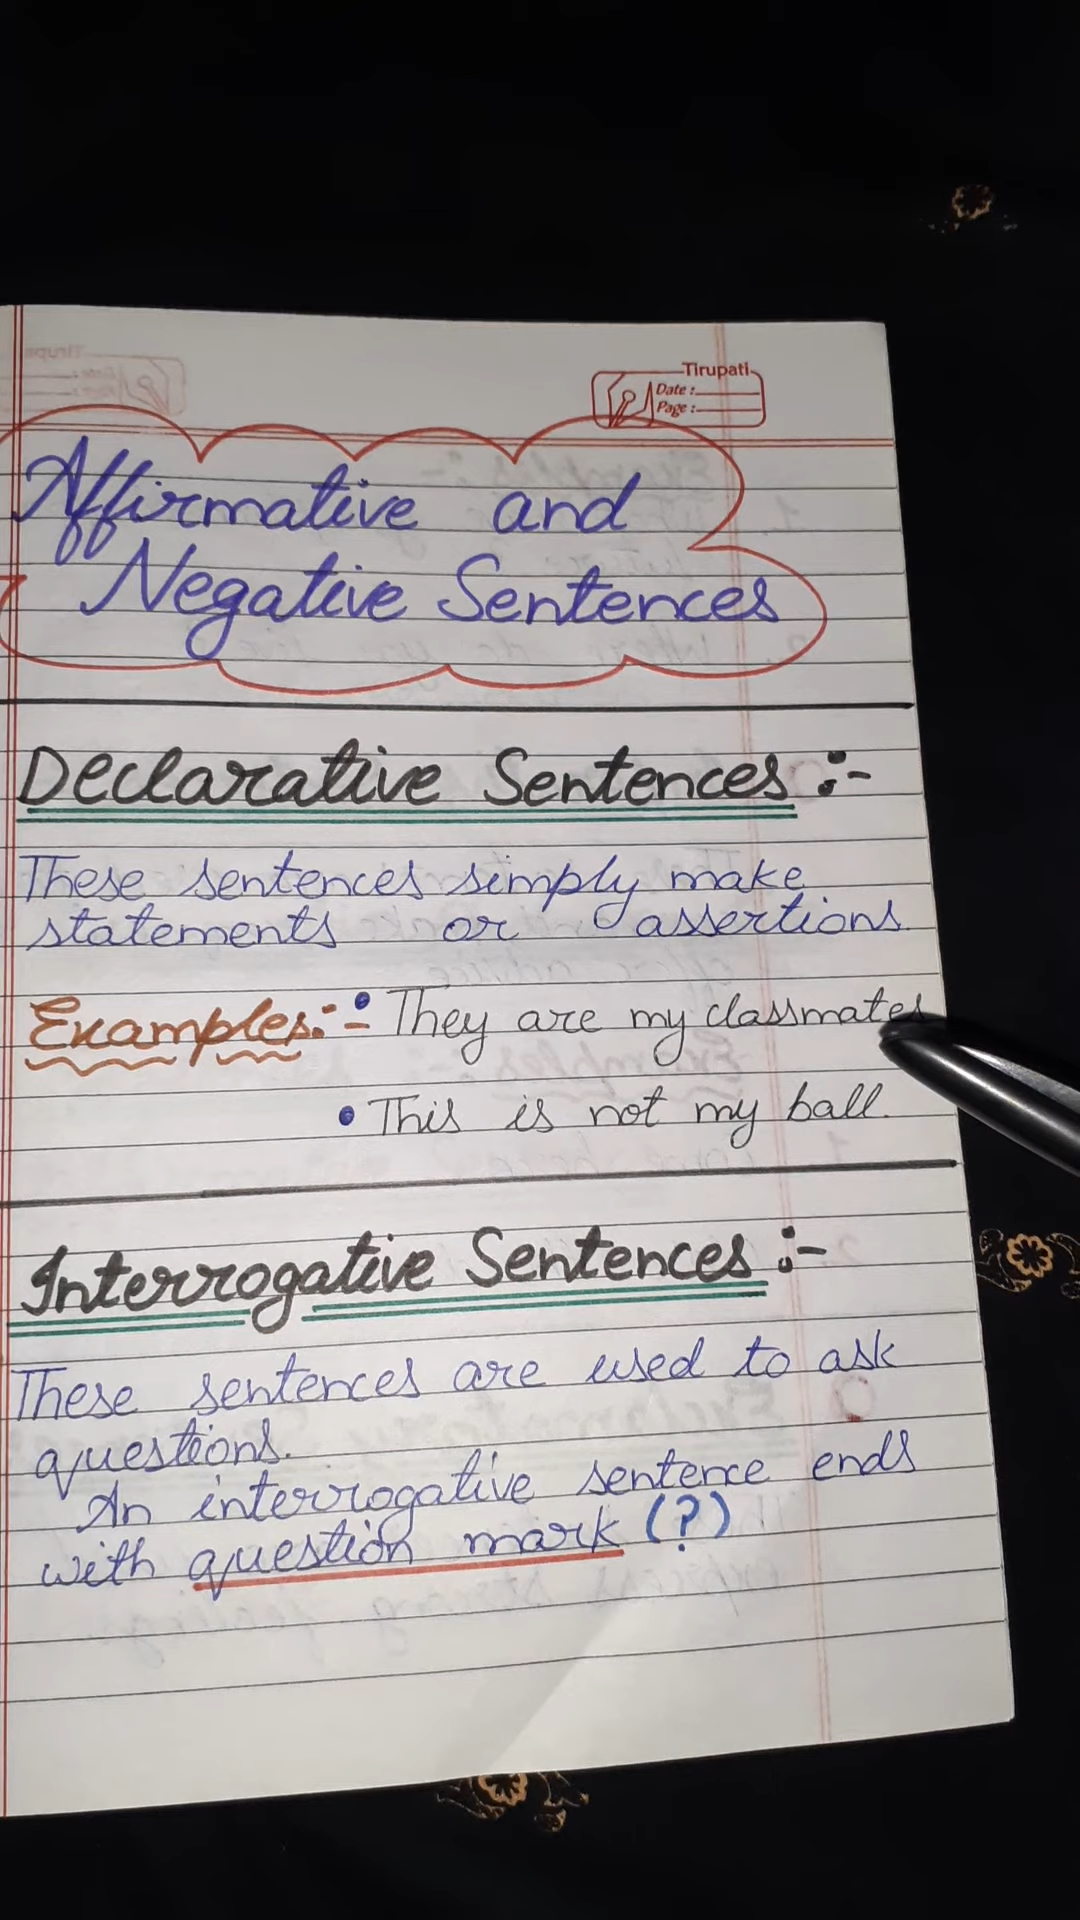 Tirupati
Date :
Page :
Affirmative and
Negative Sentences
Declarative Sentences :-
These sentences simply make
statements or assertions.
Examples:- • They are my classmates
• This is not my ball.
Interrogative Sentences :-
These sentences are used to ask
questions.
An interrogative sentence ends
with question mark (?)